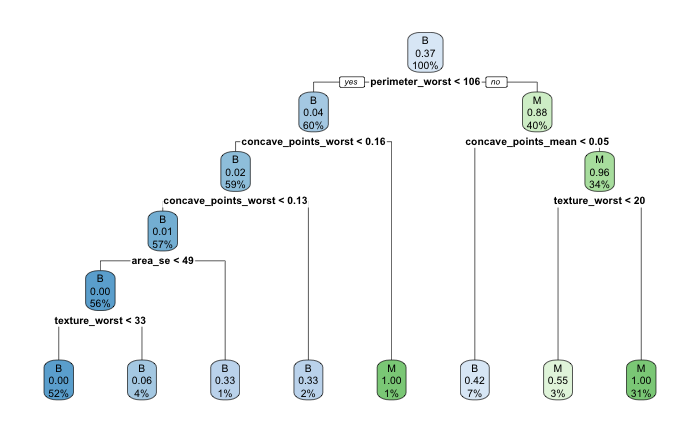 B
0.37
100%
yes
perimeter_worst < 106
no
B
0.04
60%
M
0.88
40%
concave_points_worst < 0.16
concave_points_mean < 0.05
B
0.02
59%
M
0.96
34%
concave_points_worst < 0.13
texture_worst < 20
B
0.01
57%
area_se < 49
B
0.00
56%
texture_worst < 33
B
0.00
52%
B
0.06
4%
B
0.33
1%
B
0.33
2%
M
1.00
1%
B
0.42
7%
M
0.55
3%
M
1.00
31%